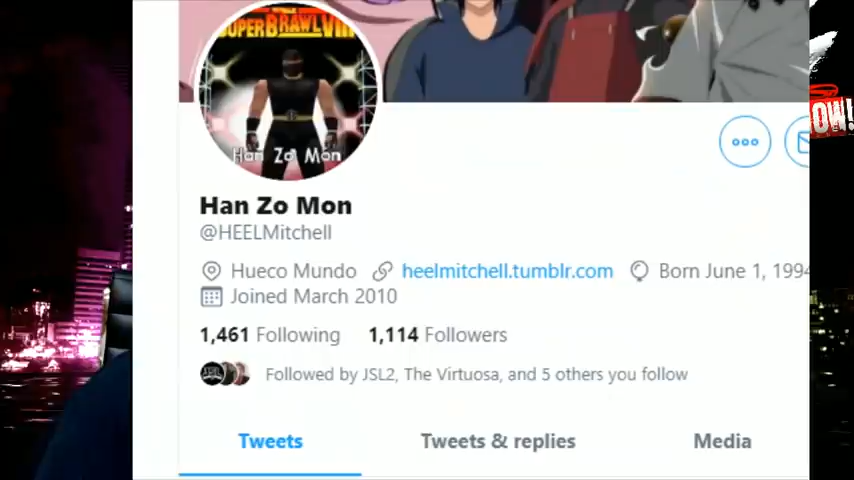 SUPERBRAWL VIII
Han Zo Mon
OW!
Han Zo Mon
@HEELMitchell
Hueco Mundo heelmitchell.tumblr.com Born June 1, 1994
Joined March 2010
1,461 Following 1,114 Followers
Followed by JSL2, The Virtuosa, and 5 others you follow
Tweets Tweets & replies Media